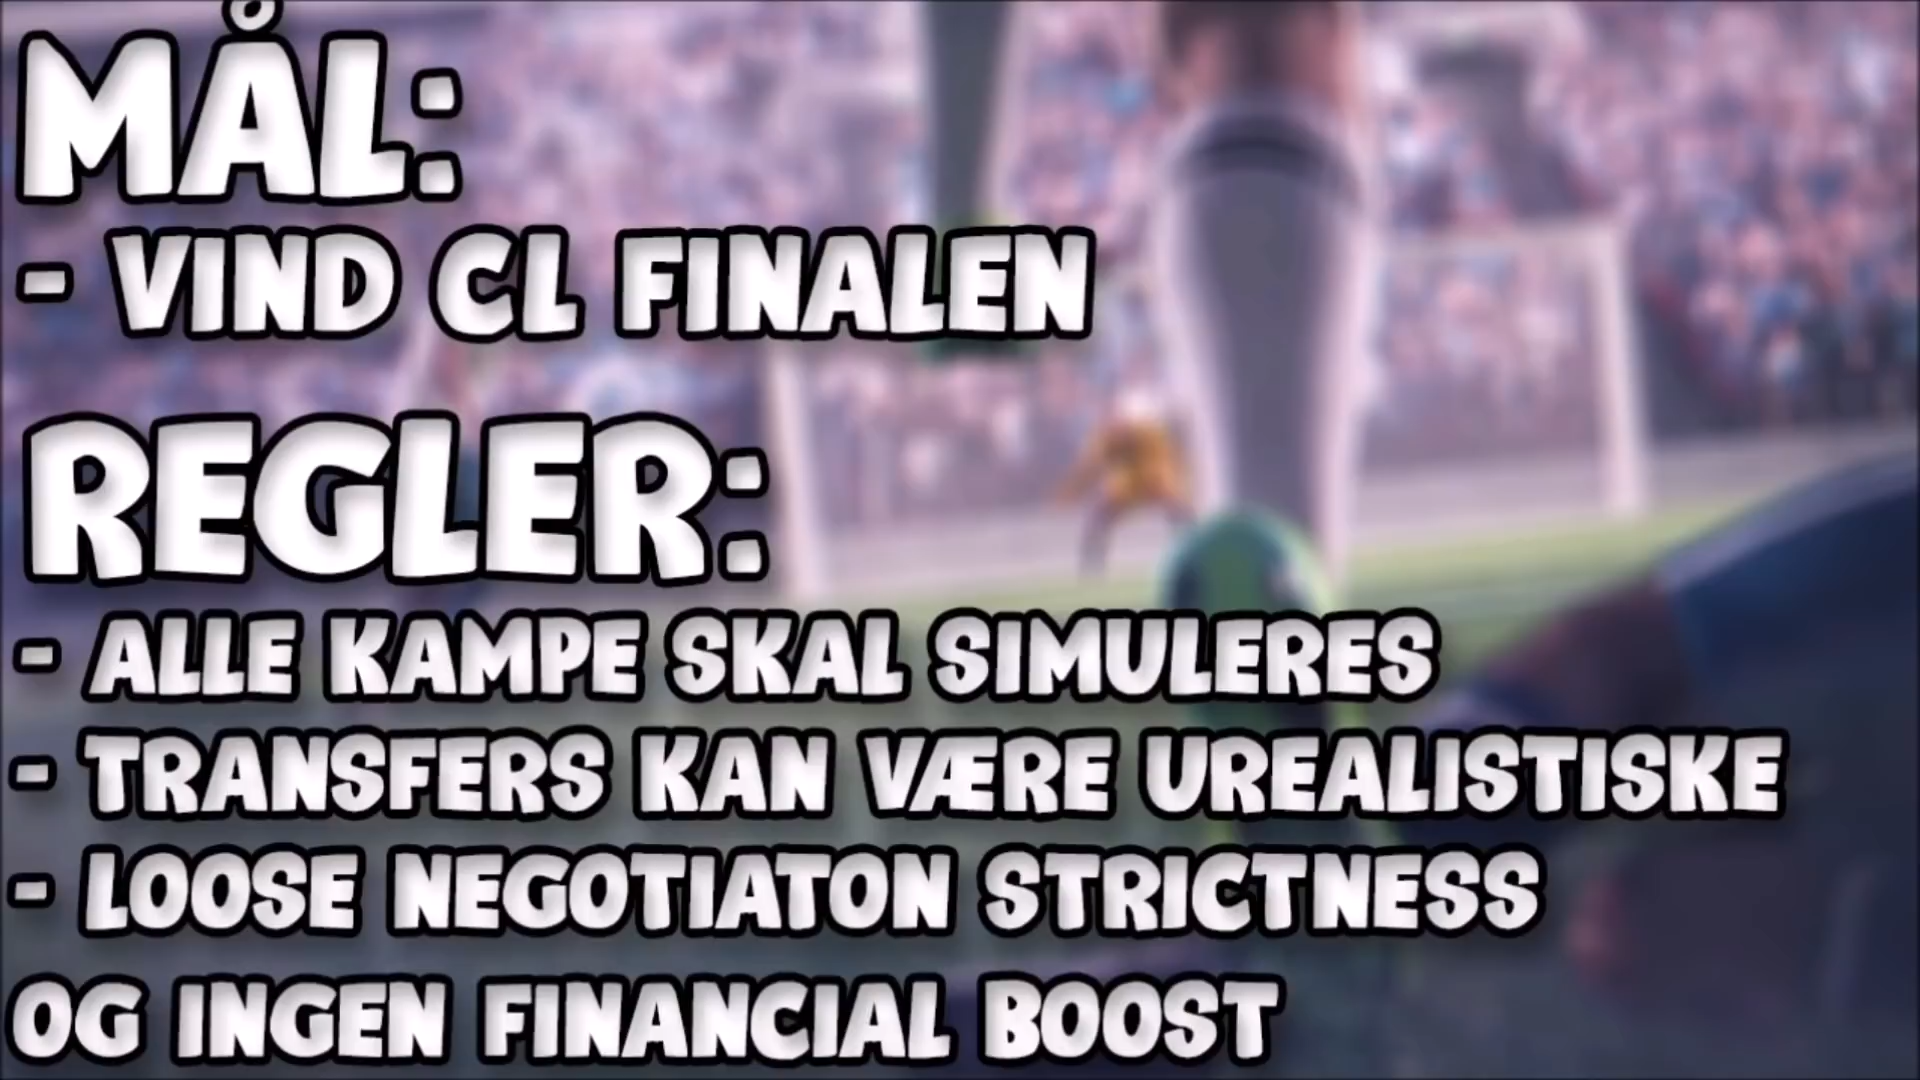 MÅL:
- VIND CL FINALEN
REGLER:
- ALLE KAMPE SKAL SIMULERES
- TRANSFERS KAN VÆRE UREALISTISKE
- LOOSE NEGOTIATON STRICTNESS
OG INGEN FINANCIAL BOOST